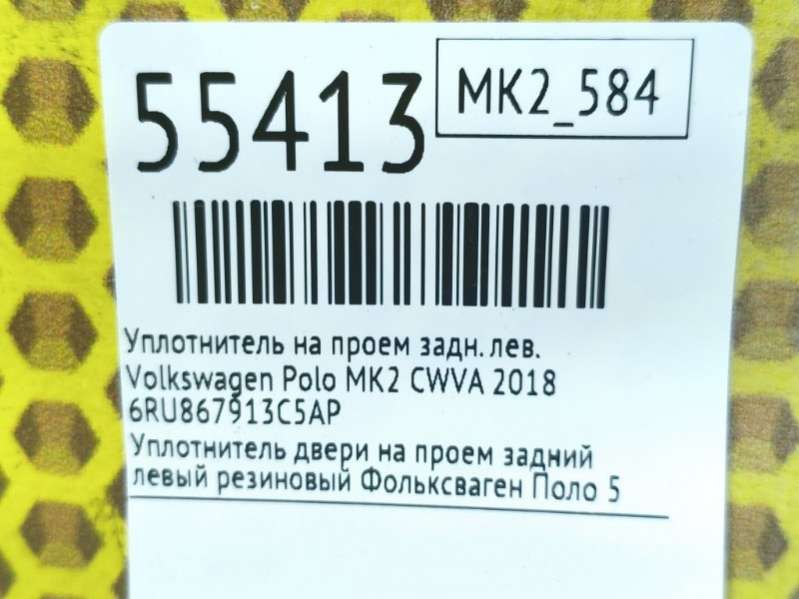 55413
MK2_584
Уплотнитель на проем задн. лев.
Volkswagen Polo MK2 CWVA 2018
6RU867913C5AP
Уплотнитель двери на проем задний
левый резиновый Фольксваген Поло 5